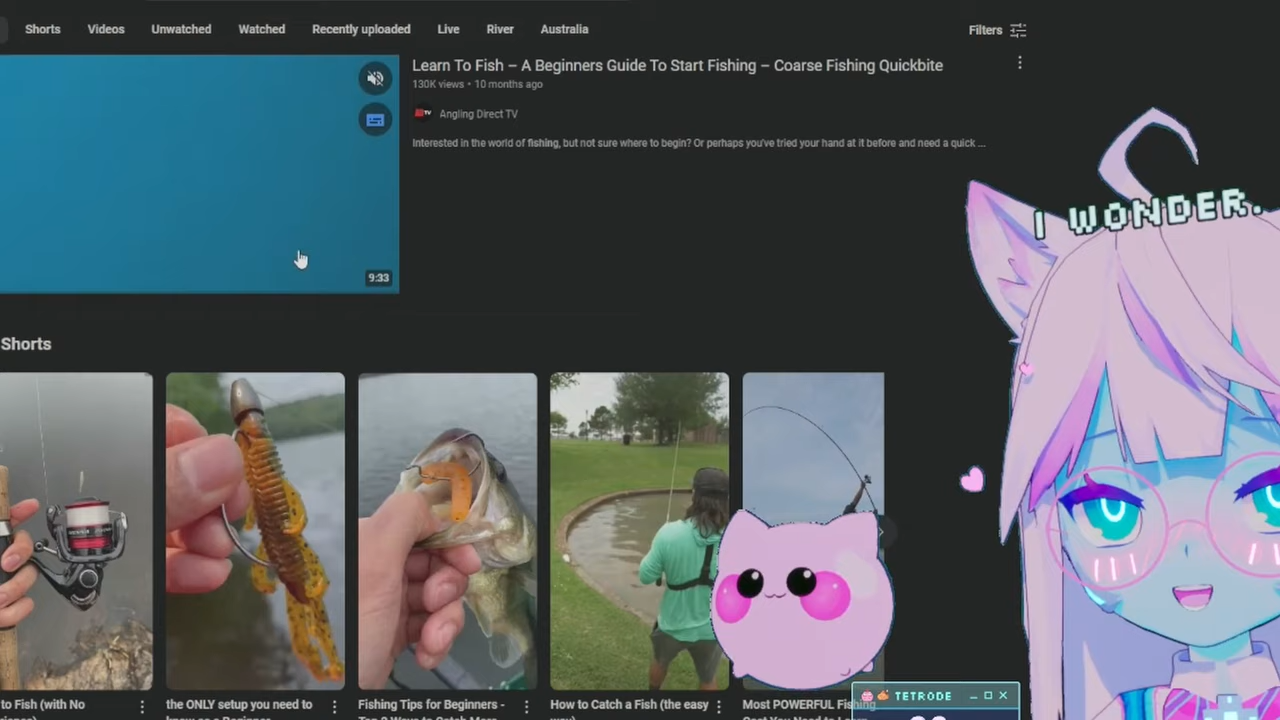 Shorts Videos Unwatched Watched Recently uploaded Live River Australia Filters
Learn To Fish – A Beginners Guide To Start Fishing – Coarse Fishing Quickbite
130K views • 10 months ago
Angling Direct TV
Interested in the world of fishing, but not sure where to begin? Or perhaps you've tried your hand at it before and need a quick ...
I WONDER.
9:33
Shorts
to Fish (with No
the ONLY setup you need to
know as a Beginner
Fishing Tips for Beginners -
How to Catch a Fish (the easy
way)
Most POWERFUL Fishing
TETRODE